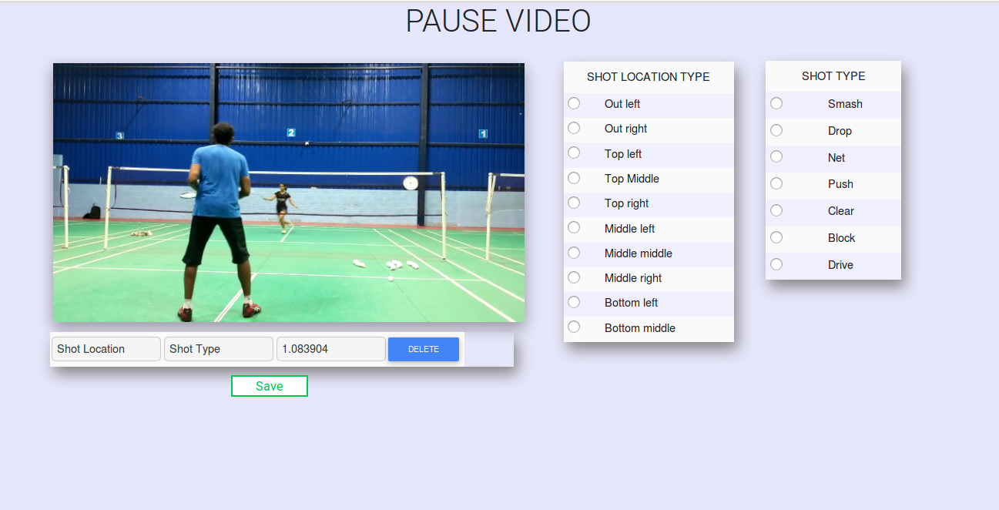 PAUSE VIDEO
3
2
1
Shot Location
Shot Type
1.083904
DELETE
Save
SHOT LOCATION TYPE
Out left
Out right
Top left
Top Middle
Top right
Middle left
Middle middle
Middle right
Bottom left
Bottom middle
SHOT TYPE
Smash
Drop
Net
Push
Clear
Block
Drive